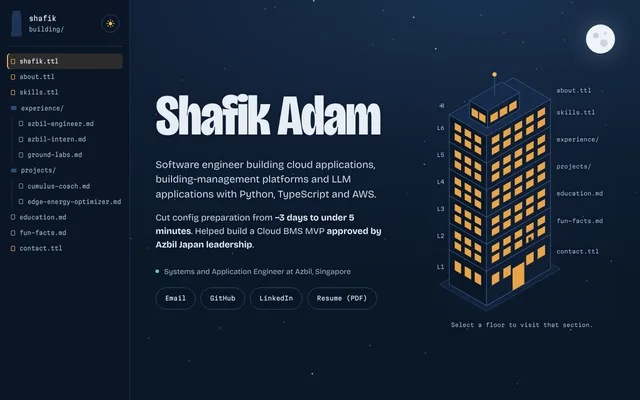 shafik
building/
shafik.ttl
about.ttl
skills.ttl
experience/
azbil-engineer.md
azbil-intern.md
ground-labs.md
projects/
cumulus-coach.md
edge-energy-optimizer.md
education.md
fun-facts.md
contact.ttl
Shafik Adam
Software engineer building cloud applications,
building-management platforms and LLM
applications with Python, TypeScript and AWS.
Cut config preparation from ~3 days to under 5
minutes. Helped build a Cloud BMS MVP approved by
Azbil Japan leadership.
Systems and Application Engineer at Azbil, Singapore
Email
GitHub
LinkedIn
Resume (PDF)
R
L6
L5
L4
L3
L2
L1
about.ttl
skills.ttl
experience/
projects/
education.md
fun-facts.md
contact.ttl
Select a floor to visit that section.